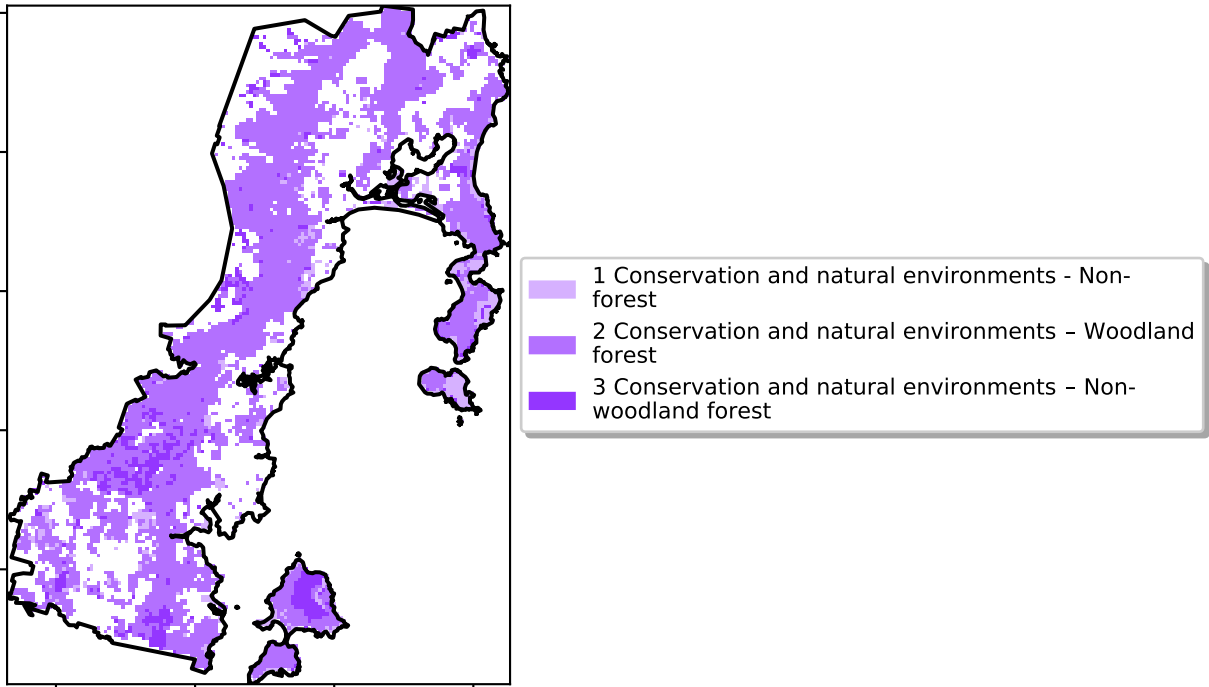 1 Conservation and natural environments - Non-
forest
2 Conservation and natural environments – Woodland
forest
3 Conservation and natural environments – Non-
woodland forest